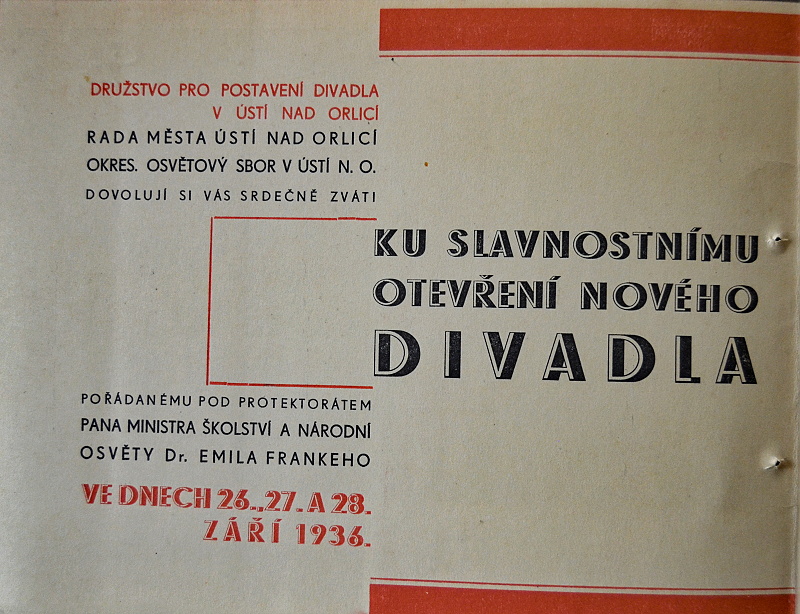 DRUŽSTVO PRO POSTAVENÍ DIVADLA
V ÚSTÍ NAD ORLICÍ
RADA MĚSTA ÚSTÍ NAD ORLICÍ
OKRES. OSVĚTOVÝ SBOR V ÚSTÍ N. O.
DOVOLUJÍ SI VÁS SRDEČNĚ ZVÁTI
KU SLAVNOSTNÍMU
OTEVŘENÍ NOVÉHO
DIVADLA
POŘÁDANÉMU POD PROTEKTORÁTEM
PANA MINISTRA ŠKOLSTVÍ A NÁRODNÍ
OSVĚTY Dr. EMILA FRANKEHO
VE DNECH 26.,27. A 28.
ZÁŘÍ 1936.